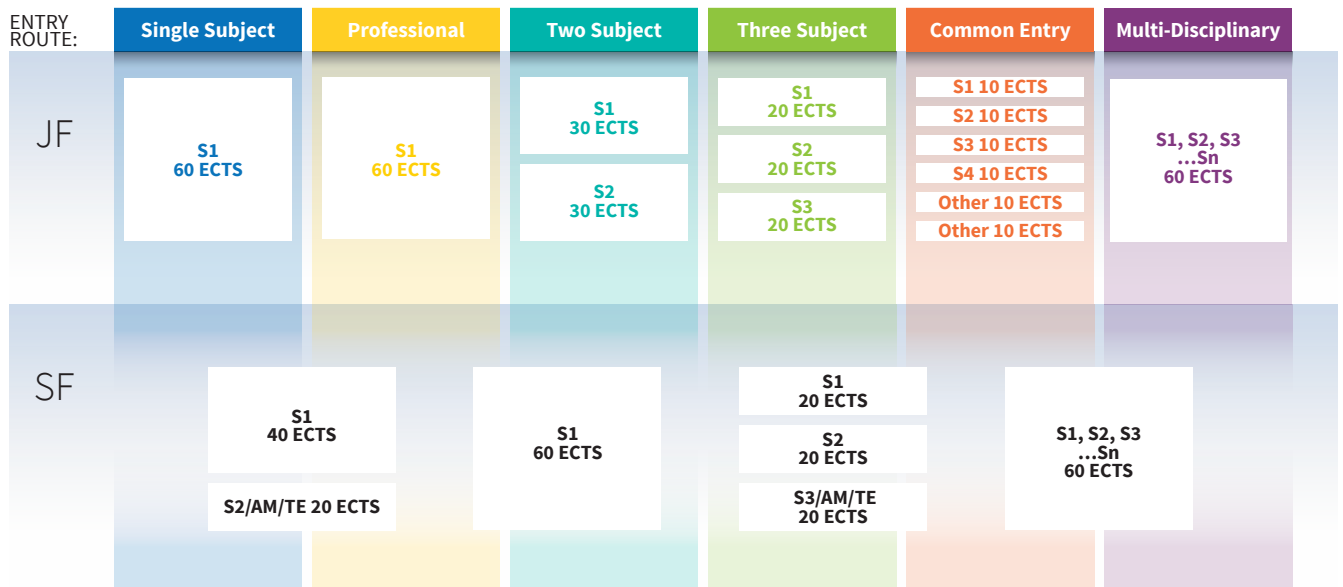 ENTRY
ROUTE:
Single Subject
Professional
Two Subject
Three Subject
Common Entry
Multi-Disciplinary
JF
S1
60 ECTS
S1
60 ECTS
S1
30 ECTS
S2
30 ECTS
S1
20 ECTS
S2
20 ECTS
S3
20 ECTS
S1 10 ECTS
S2 10 ECTS
S3 10 ECTS
S4 10 ECTS
Other 10 ECTS
Other 10 ECTS
S1, S2, S3
...Sn
60 ECTS
SF
S1
40 ECTS
S2/AM/TE 20 ECTS
S1
60 ECTS
S1
20 ECTS
S2
20 ECTS
S3/AM/TE
20 ECTS
S1, S2, S3
...Sn
60 ECTS